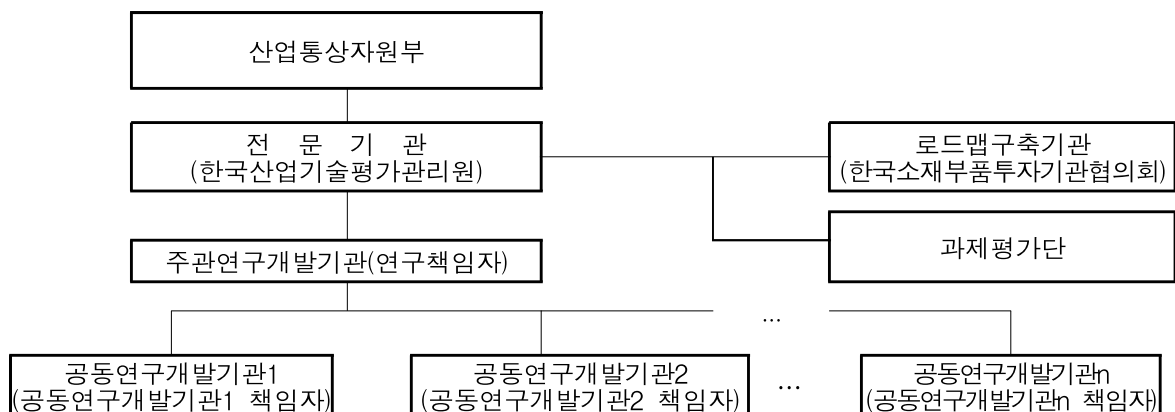 산업통상자원부
전 문 기 관
(한국산업기술평가관리원)
로드맵구축기관
(한국소재부품투자기관협의회)
과제평가단
주관연구개발기관(연구책임자)
...
공동연구개발기관1
(공동연구개발기관1 책임자)
공동연구개발기관2
(공동연구개발기관2 책임자)
...
공동연구개발기관n
(공동연구개발기관n 책임자)